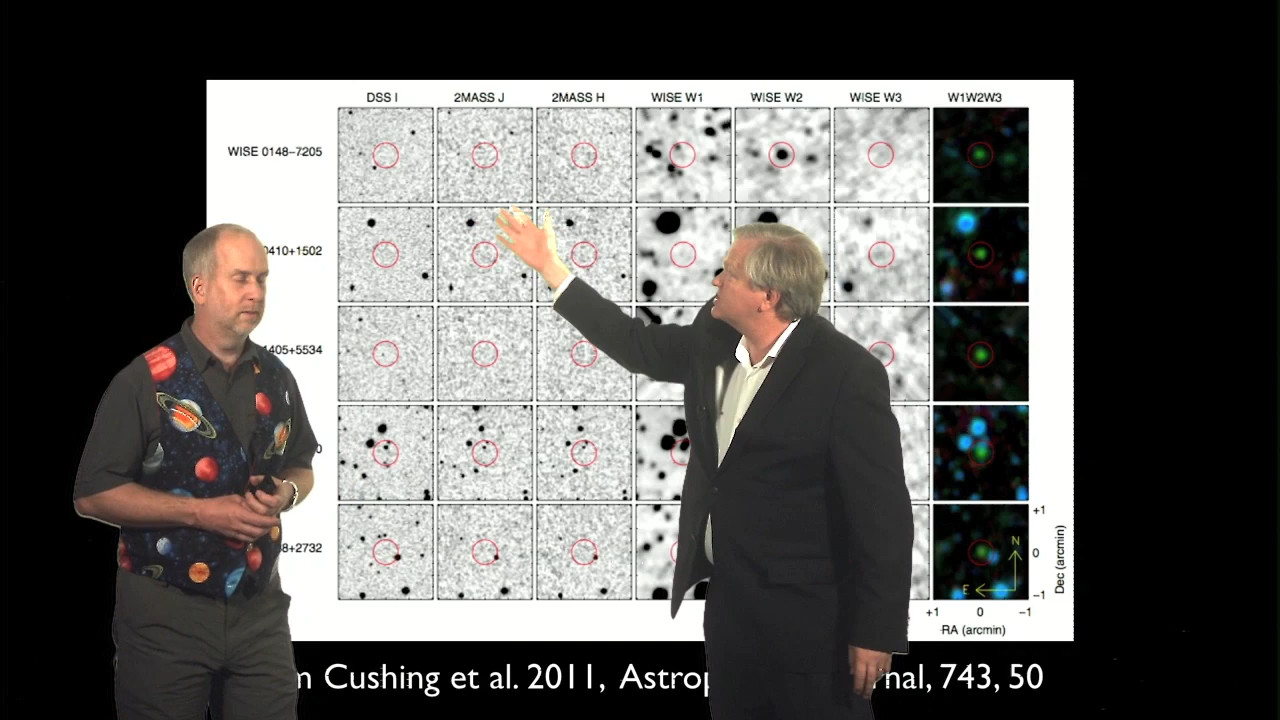 DSS I 2MASS J 2MASS H WISE W1 WISE W2 WISE W3 W1W2W3
WISE 0148−7205
0410+1502
1405+5534
0
8+2732
+1
0
−1
Dec (arcmin)
N
E
+1 0 −1
RA (arcmin)
m Cushing et al. 2011, Astrop nal, 743, 50